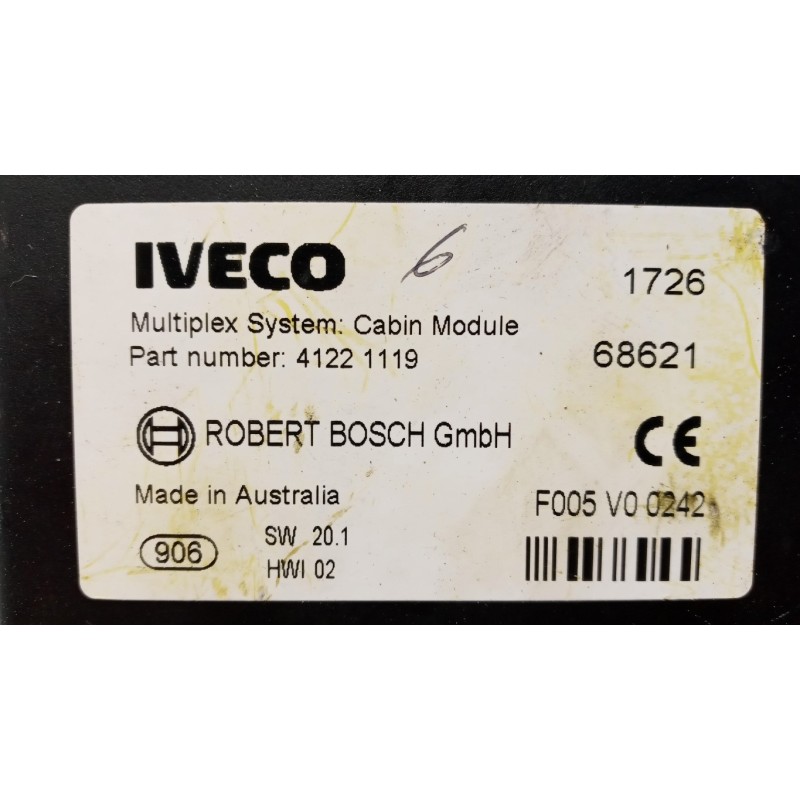 IVECO 6 1726
Multiplex System: Cabin Module
Part number: 4122 1119 68621
ROBERT BOSCH GmbH CE
Made in Australia F005 V0 0242
906 SW 20.1
HWI 02